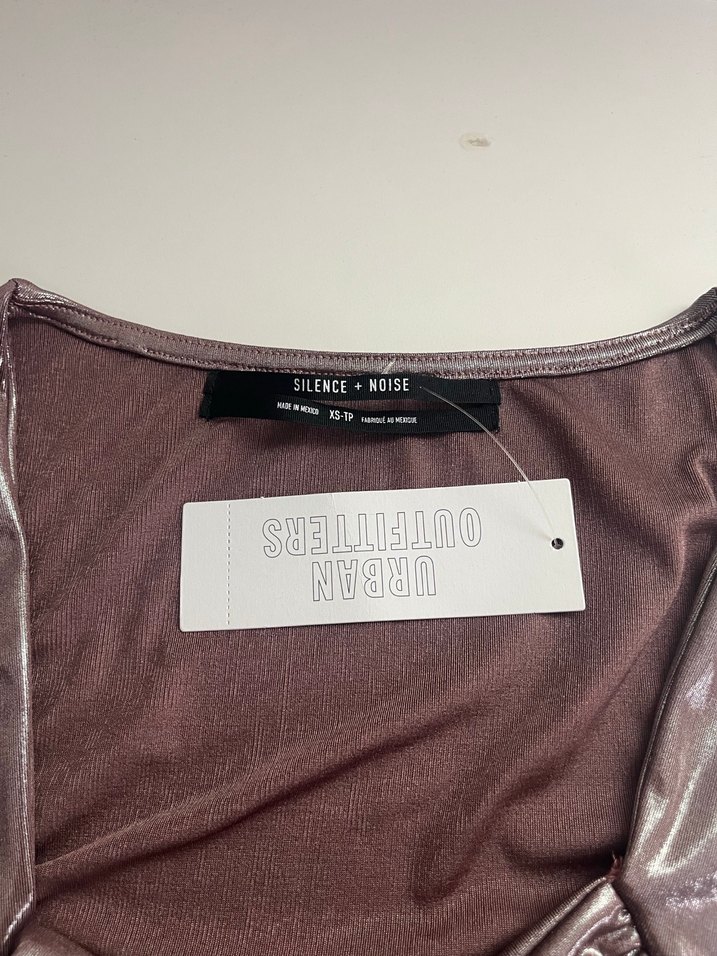 SILENCE + NOISE
MADE IN MEXICO XS-TP FABRIQUÉ AU MEXIQUE
URBAN
OUTFITTERS